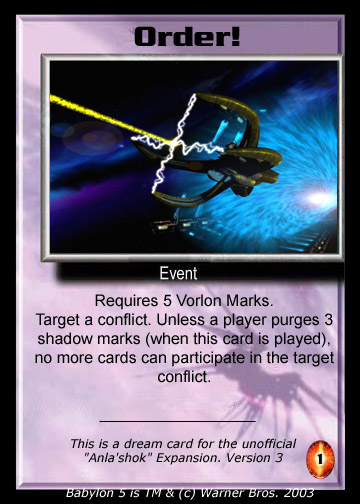 Order!
Event
Requires 5 Vorlon Marks.
Target a conflict. Unless a player purges 3
shadow marks (when this card is played),
no more cards can participate in the target
conflict.
This is a dream card for the unofficial
"Anla'shok" Expansion. Version 3
1
Babylon 5 is TM & (c) Warner Bros. 2003